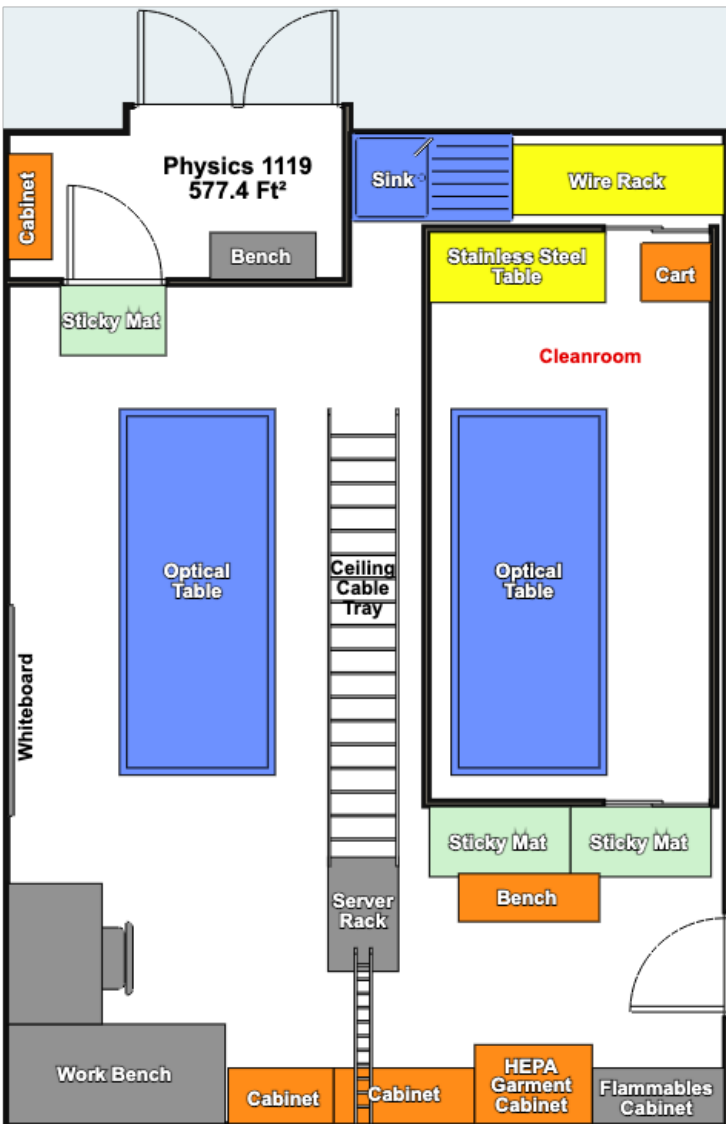 Physics 1119
577.4 Ft²
Cabinet
Bench
Sink
Wire Rack
Stainless Steel
Table
Cart
Sticky Mat
Cleanroom
Optical
Table
Ceiling
Cable
Tray
Optical
Table
Whiteboard
Sticky Mat
Sticky Mat
Bench
Server
Rack
Work Bench
Cabinet
Cabinet
HEPA
Garment
Cabinet
Flammables
Cabinet